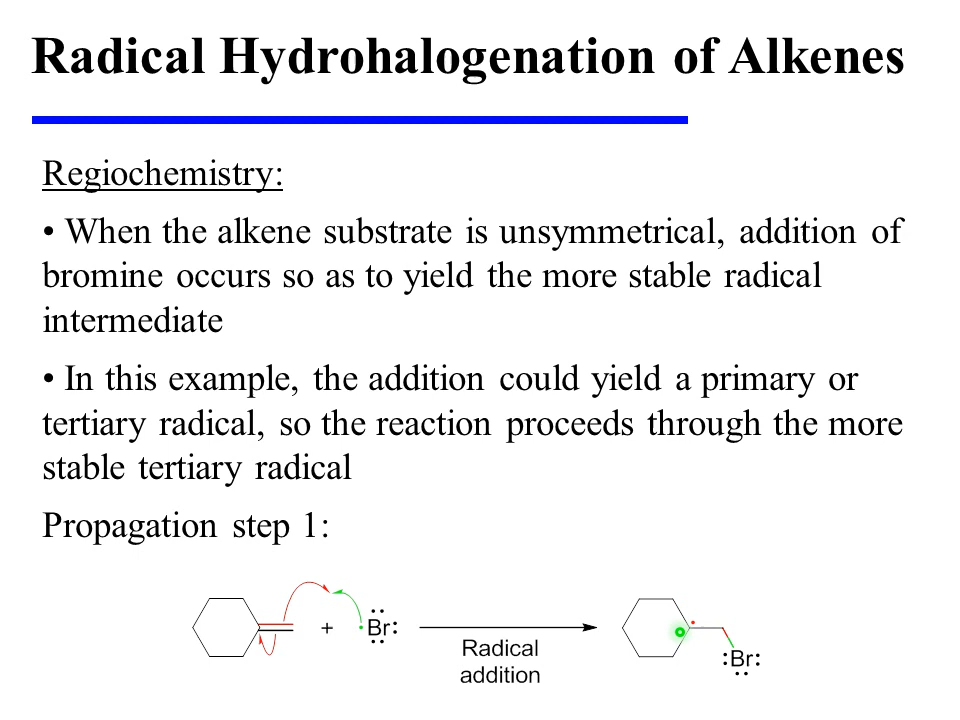 Radical Hydrohalogenation of Alkenes
Regiochemistry:
• When the alkene substrate is unsymmetrical, addition of
bromine occurs so as to yield the more stable radical
intermediate
• In this example, the addition could yield a primary or
tertiary radical, so the reaction proceeds through the more
stable tertiary radical
Propagation step 1:
+ Br
Radical
addition
Br